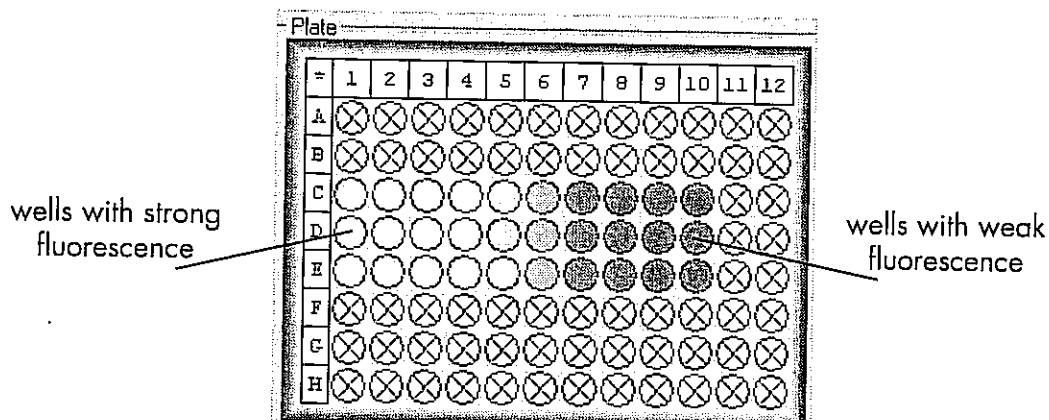 Plate
= 1 2 3 4 5 6 7 8 9 10 11 12
A
B
C
D
E
F
G
H
wells with strong
fluorescence
wells with weak
fluorescence